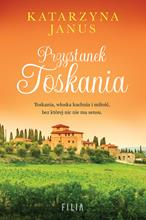 KATARZYNA
JANUS
Przystanek
Toskania
Toskania, włoska kuchnia i miłość,
bez której nic nie ma sensu.
FILIA